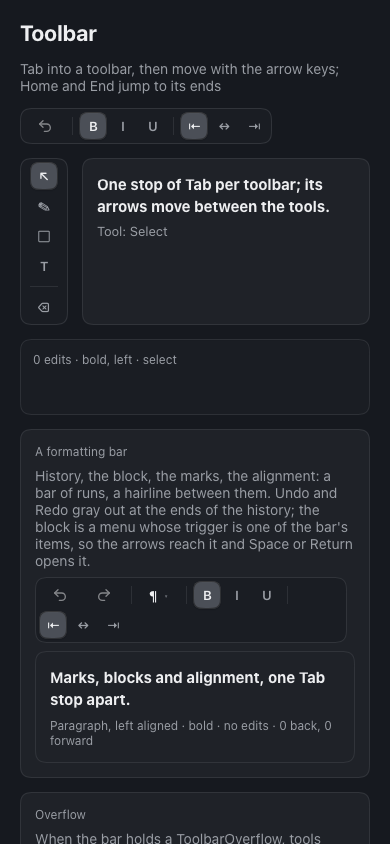 Toolbar
Tab into a toolbar, then move with the arrow keys;
Home and End jump to its ends
B I U
One stop of Tab per toolbar; its
arrows move between the tools.
Tool: Select
T
0 edits · bold, left · select
A formatting bar
History, the block, the marks, the alignment: a
bar of runs, a hairline between them. Undo and
Redo gray out at the ends of the history; the
block is a menu whose trigger is one of the bar's
items, so the arrows reach it and Space or Return
opens it.
¶ · B I U
Marks, blocks and alignment, one Tab
stop apart.
Paragraph, left aligned · bold · no edits · 0 back, 0
forward
Overflow
When the bar holds a ToolbarOverflow, tools